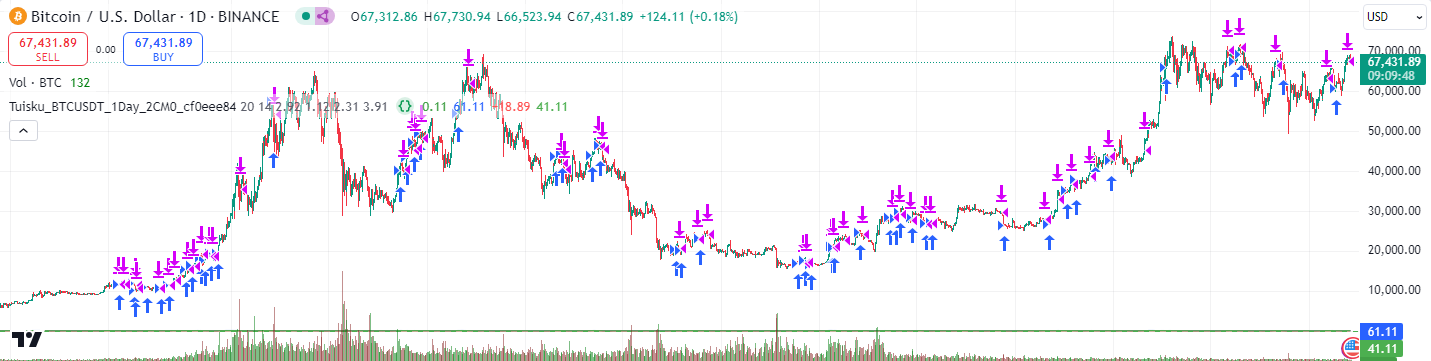 Bitcoin / U.S. Dollar · 1D · BINANCE O67,312.86 H67,730.94 L66,523.94 C67,431.89 +124.11 (+0.18%)
USD
67,431.89 SELL
0.00
67,431.89 BUY
Vol · BTC 132
Tuisku_BTCUSDT_1Day_2CM0_cf0eee84 20 14 2.92 1.12 2.31 3.91 {} 0.11 61.11 -18.89 41.11
70,000.00
67,431.89
09:09:48
60,000.00
50,000.00
40,000.00
30,000.00
20,000.00
10,000.00
61.11
41.11